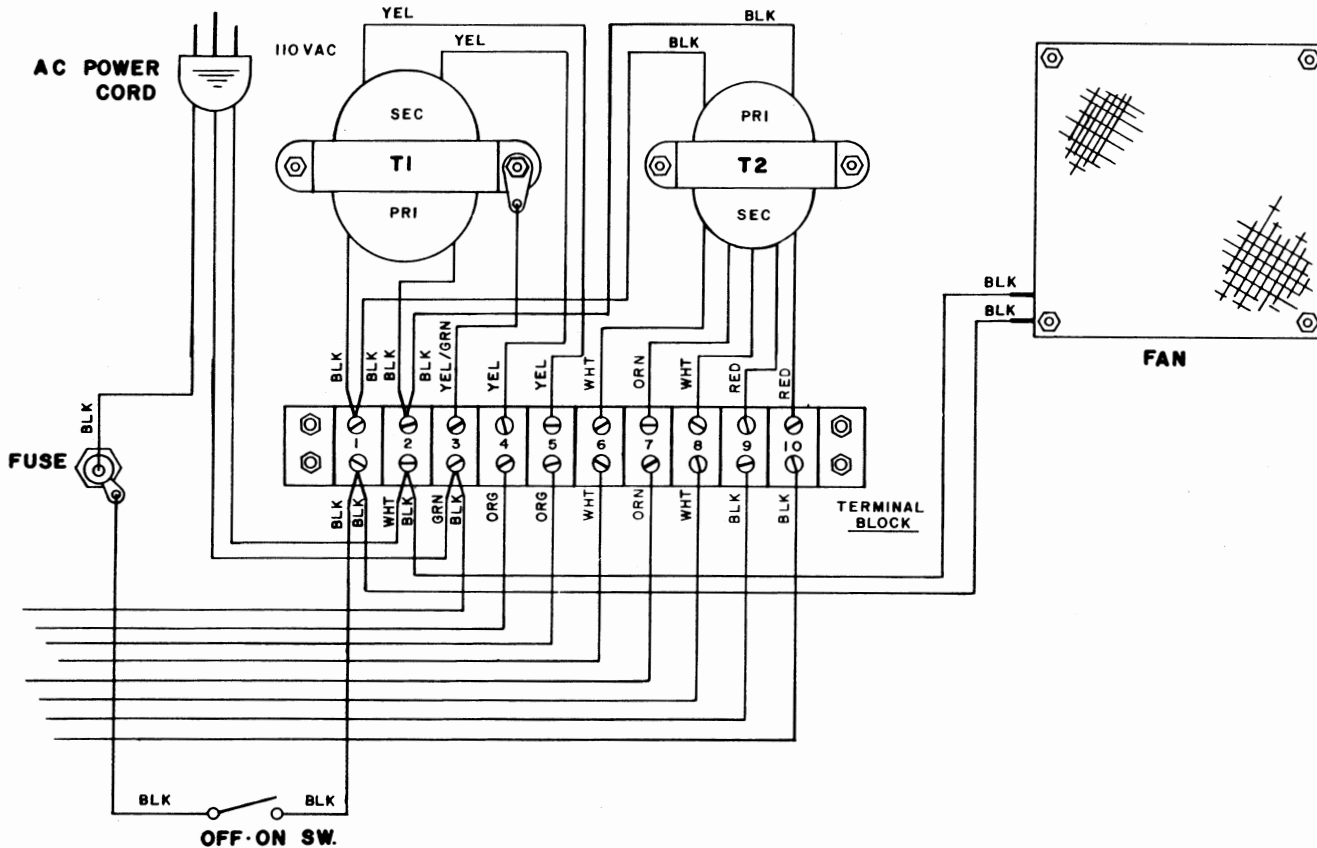 YEL
BLK
110 VAC
YEL
BLK
AC POWER
CORD
SEC
PRI
T1
T2
PRI
SEC
BLK
BLK
FAN
BLK
BLK
BLK
BLK
YEL/GRN
YEL
YEL
WHT
ORN
WHT
RED
RED
BLK
FUSE
1
2
3
4
5
6
7
8
9
10
BLK
BLK
WHT
BLK
GRN
BLK
ORG
ORG
WHT
ORN
WHT
BLK
BLK
TERMINAL
BLOCK
BLK
BLK
OFF·ON SW.